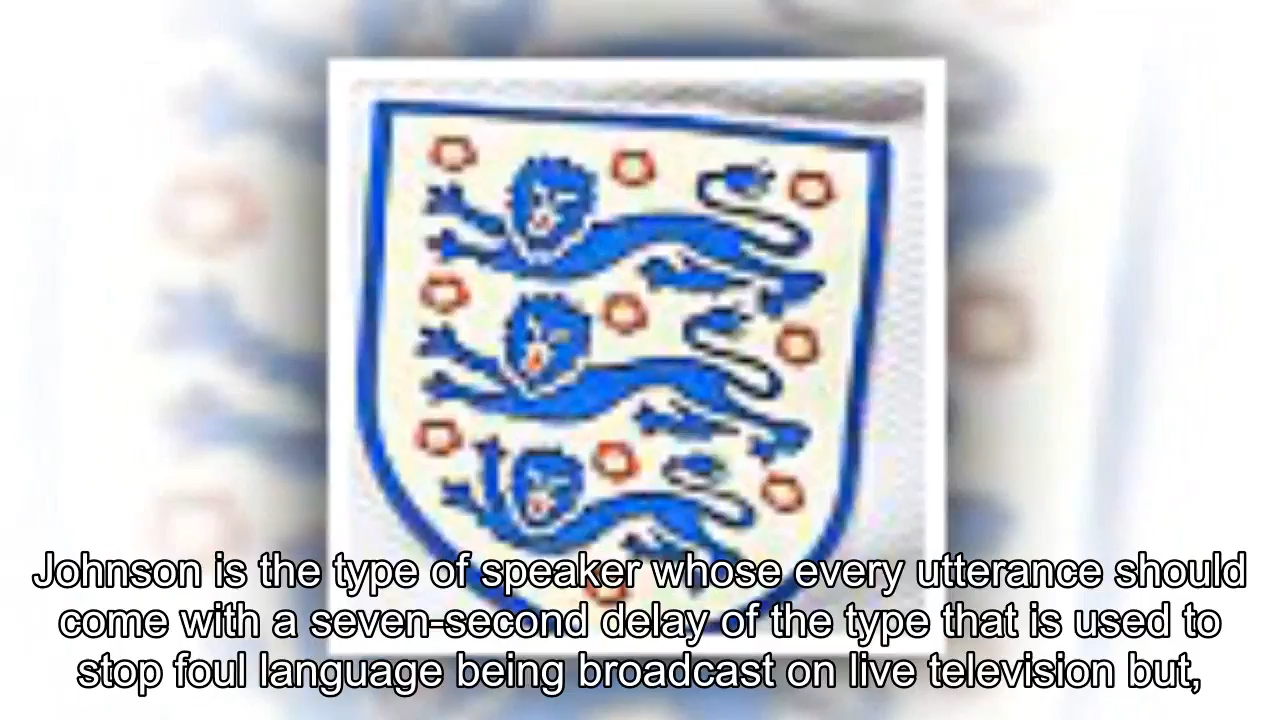 Johnson is the type of speaker whose every utterance should
come with a seven-second delay of the type that is used to
stop foul language being broadcast on live television but,